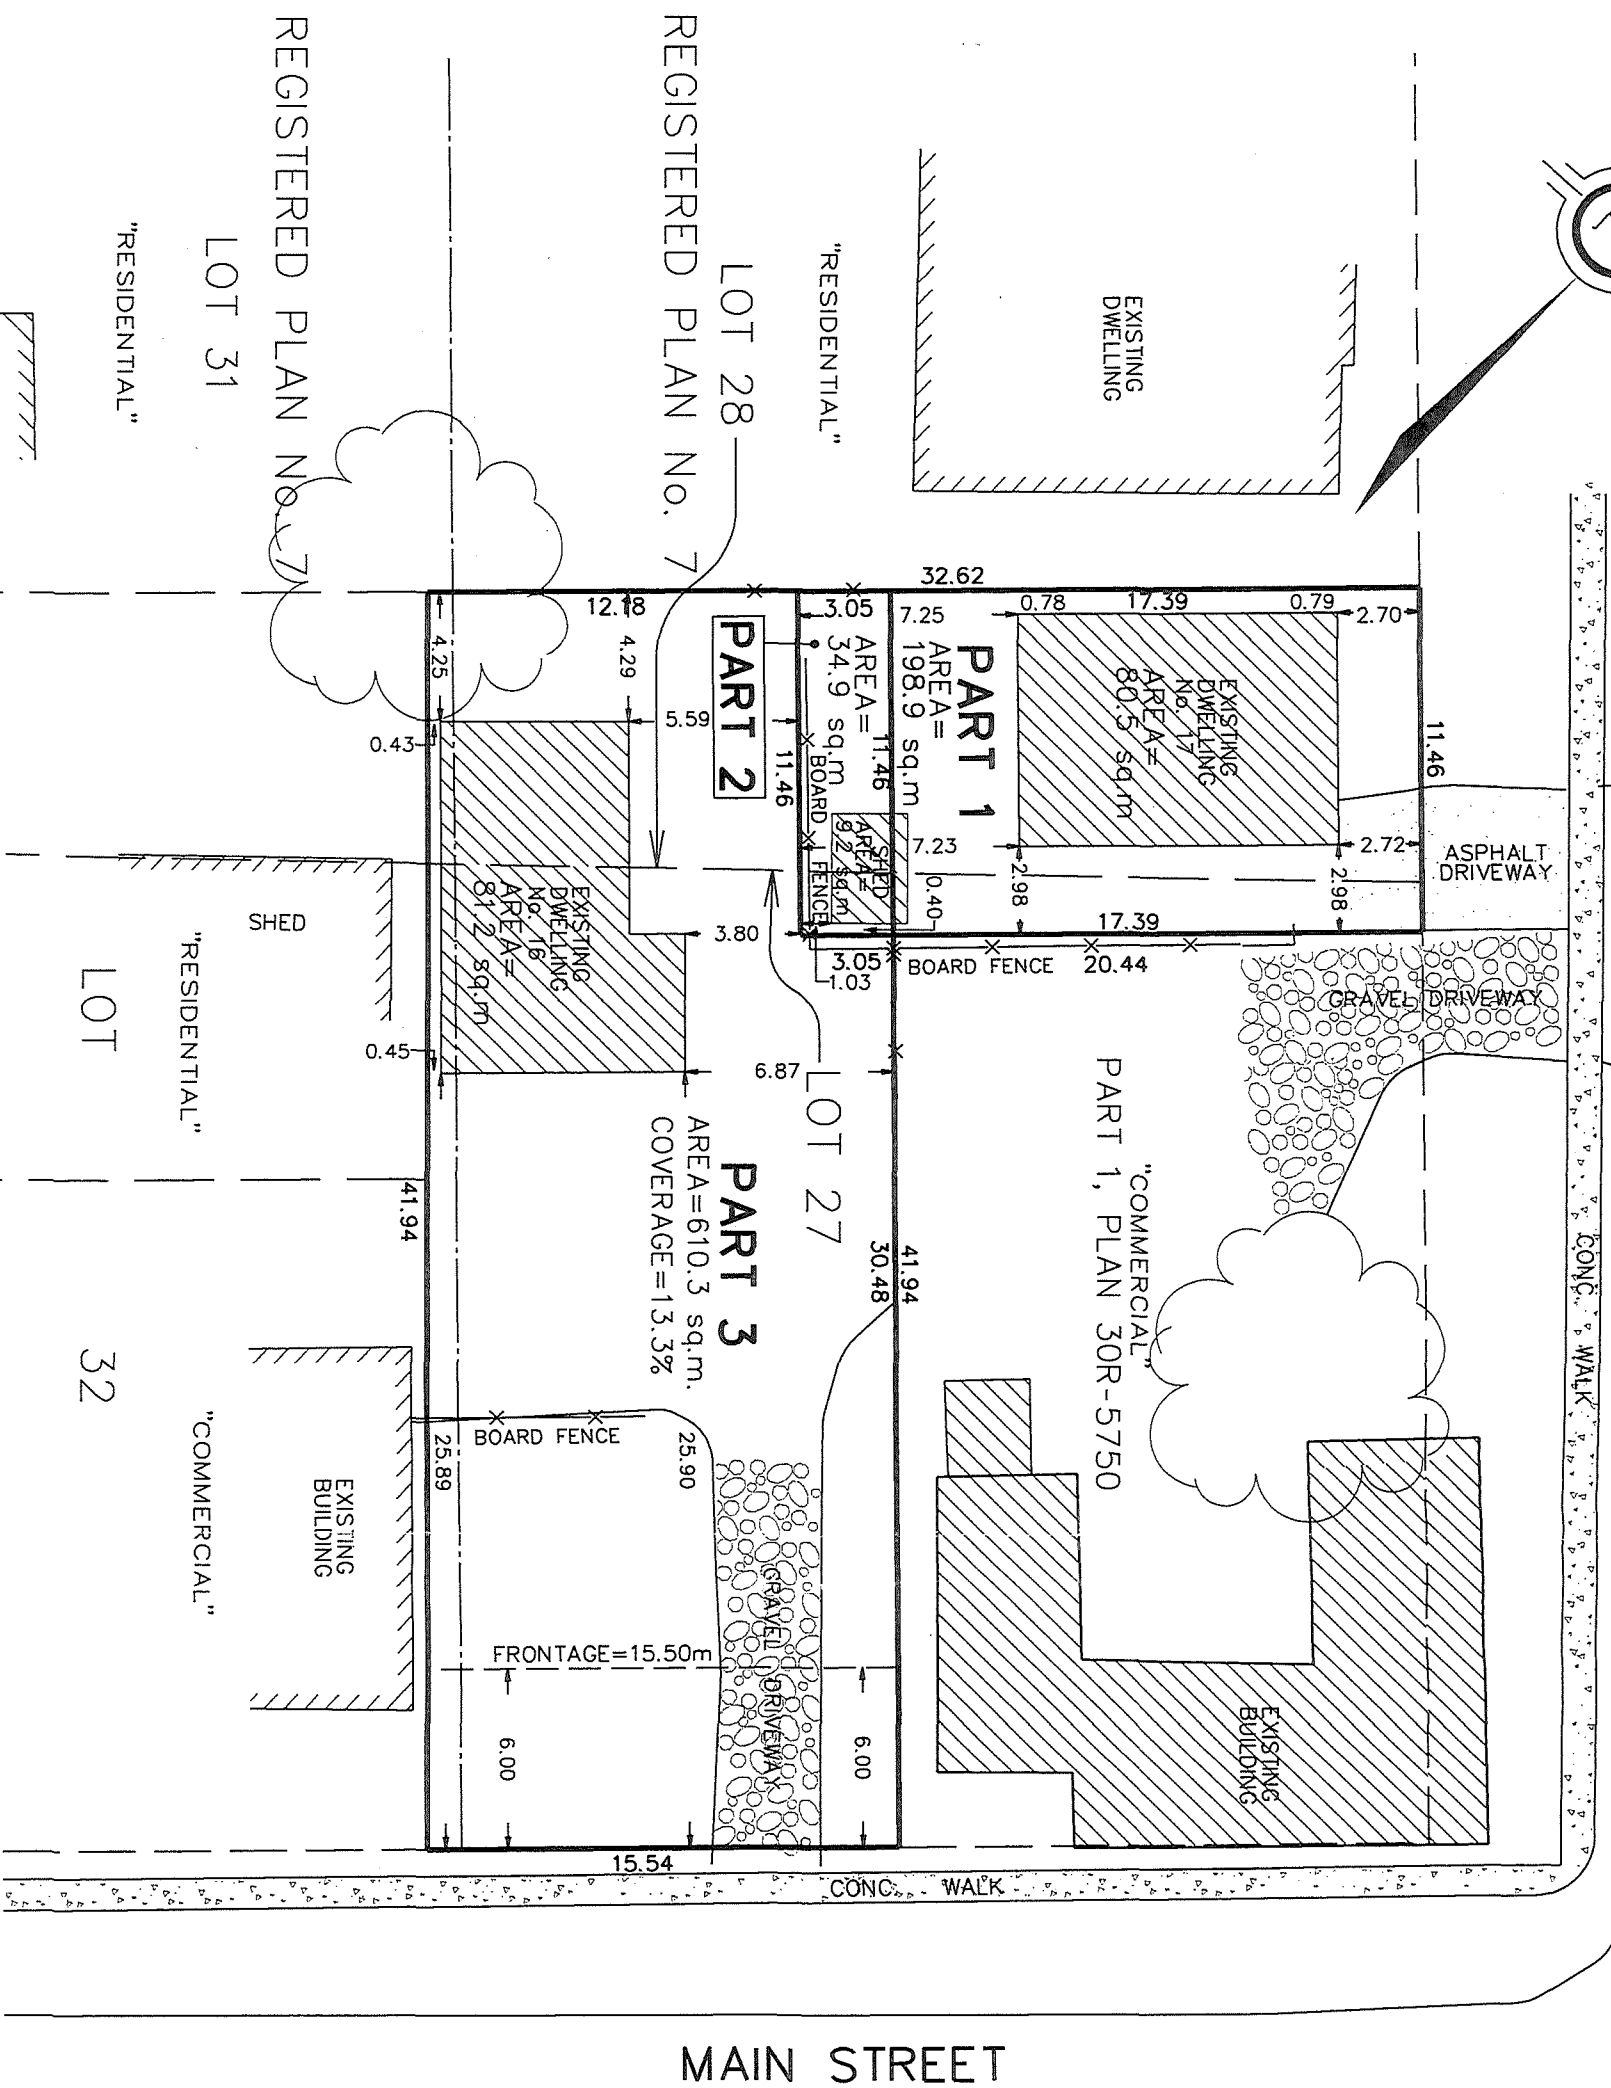 REGISTERED PLAN No. 7
LOT 31
"RESIDENTIAL"
REGISTERED PLAN No. 7
LOT 28
"RESIDENTIAL"
EXISTING
DWELLING
32.62
12.18
3.05
7.25
0.78
17.39
0.79
2.70
4.25
4.29
5.59
0.43
PART 2
AREA=
34.9 sq.m
11.46
11.46
BOARD FENCE
PART 1
AREA=
198.9 sq.m
EXISTING
DWELLING
No. 17
AREA=
80.5 sq.m
11.46
SHED
AREA=
9.2 sq.m
7.23
0.40
2.98
2.98
2.72
ASPHALT
DRIVEWAY
17.39
3.80
3.05
1.03
BOARD FENCE
20.44
GRAVEL DRIVEWAY
EXISTING
DWELLING
No. 16
AREA=
81.2 sq.m
0.45
6.87
SHED
"RESIDENTIAL"
LOT 32
LOT 27
PART 3
AREA=610.3 sq.m.
COVERAGE=13.3%
41.94
41.94
30.48
"COMMERCIAL"
PART 1, PLAN 30R-5750
CONC. WALK
BOARD FENCE
25.89
25.90
EXISTING
BUILDING
"COMMERCIAL"
GRAVEL DRIVEWAY
FRONTAGE=15.50m
6.00
6.00
EXISTING
BUILDING
15.54
CONC. WALK
MAIN STREET